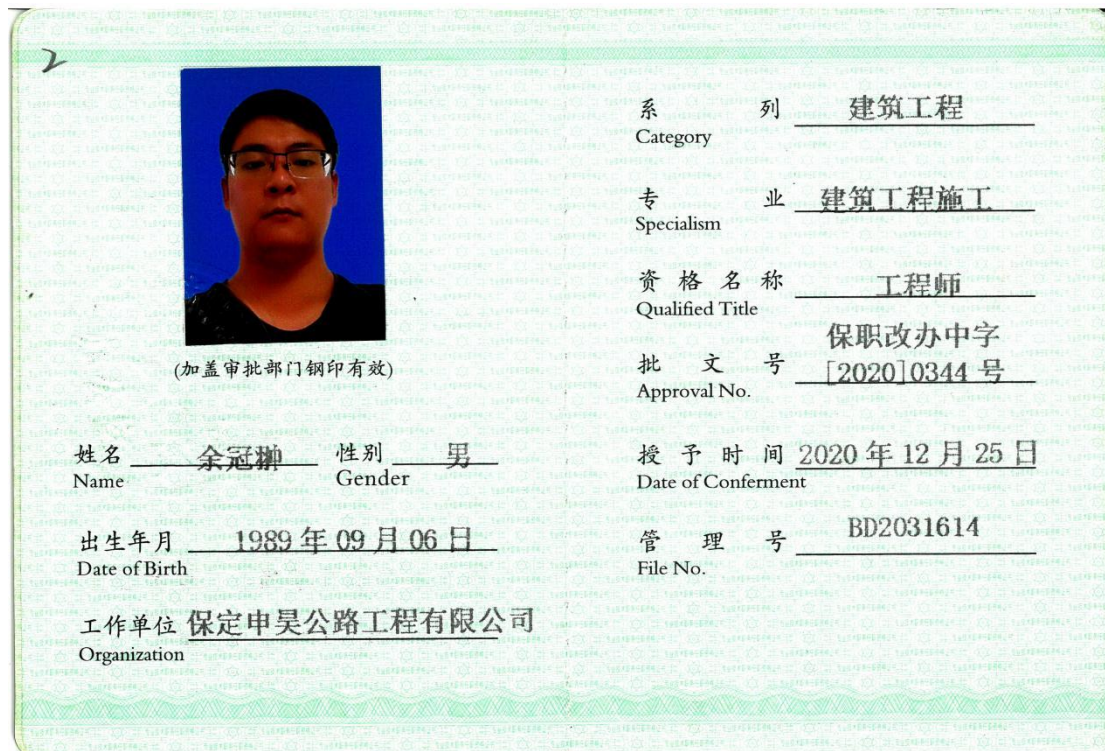 2
(加盖审批部门钢印有效)
姓名 余冠翀 性别 男
Name Gender
出生年月 1989 年 09 月 06 日
Date of Birth
工作单位 保定申昊公路工程有限公司
Organization
系 列 建筑工程
Category
专 业 建筑工程施工
Specialism
资格名称 工程师
Qualified Title
保职改办中字
批文号 [2020]0344 号
Approval No.
授予时间 2020 年 12 月 25 日
Date of Conferment
管理号 BD2031614
File No.